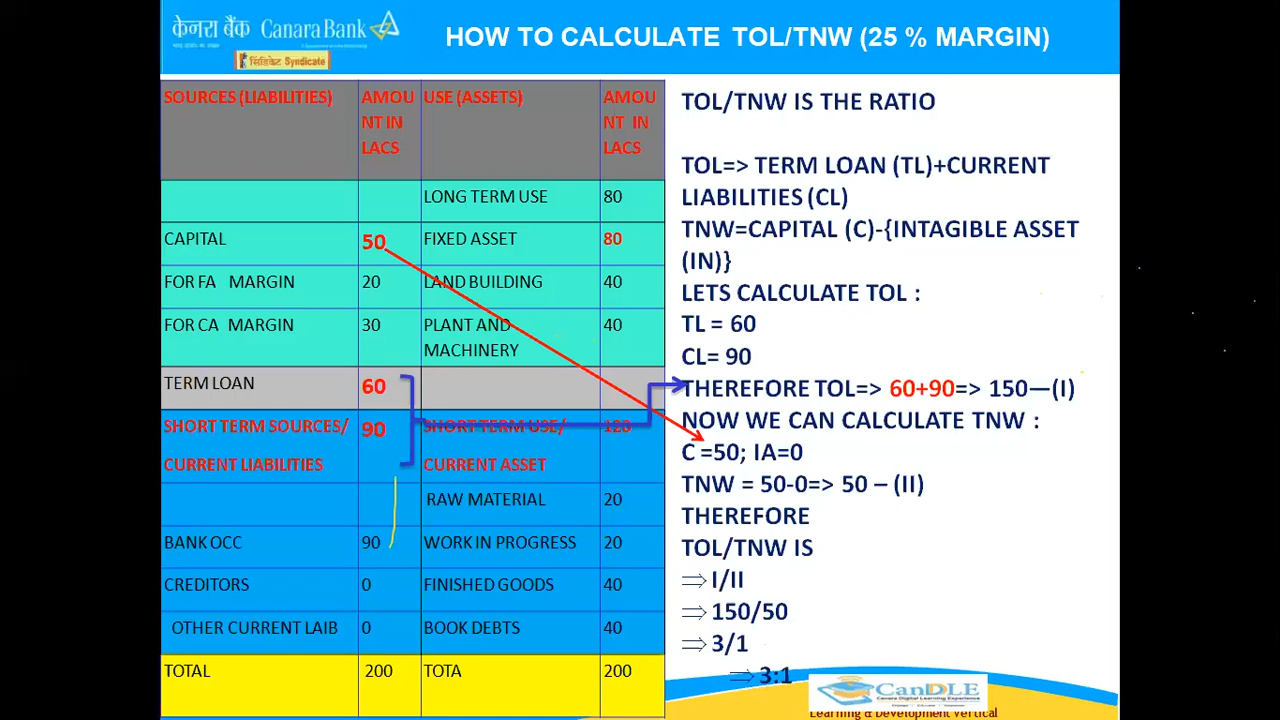 केनरा बैंक Canara Bank
सिंडिकेट Syndicate
HOW TO CALCULATE TOL/TNW (25 % MARGIN)
SOURCES (LIABILITIES) AMOU USE (ASSETS) AMOU
NT IN NT IN
LACS LACS
LONG TERM USE 80
CAPITAL 50 FIXED ASSET 80
FOR FA MARGIN 20 LAND BUILDING 40
FOR CA MARGIN 30 PLANT AND 40
MACHINERY
TERM LOAN 60
SHORT TERM SOURCES/ 90 SHORT TERM USE/ 120
CURRENT LIABILITIES CURRENT ASSET
RAW MATERIAL 20
BANK OCC 90 WORK IN PROGRESS 20
CREDITORS 0 FINISHED GOODS 40
OTHER CURRENT LAIB 0 BOOK DEBTS 40
TOTAL 200 TOTA 200
TOL/TNW IS THE RATIO
TOL=> TERM LOAN (TL)+CURRENT
LIABILITIES (CL)
TNW=CAPITAL (C)-{INTAGIBLE ASSET
(IN)}
LETS CALCULATE TOL :
TL = 60
CL= 90
THEREFORE TOL=> 60+90=> 150—(I)
NOW WE CAN CALCULATE TNW :
C =50; IA=0
TNW = 50-0=> 50 – (II)
THEREFORE
TOL/TNW IS
⇒ I/II
⇒ 150/50
⇒ 3/1
⇒ 3:1
CanDLE
Canara Digital Learning Experience
Learning & Development Vertical